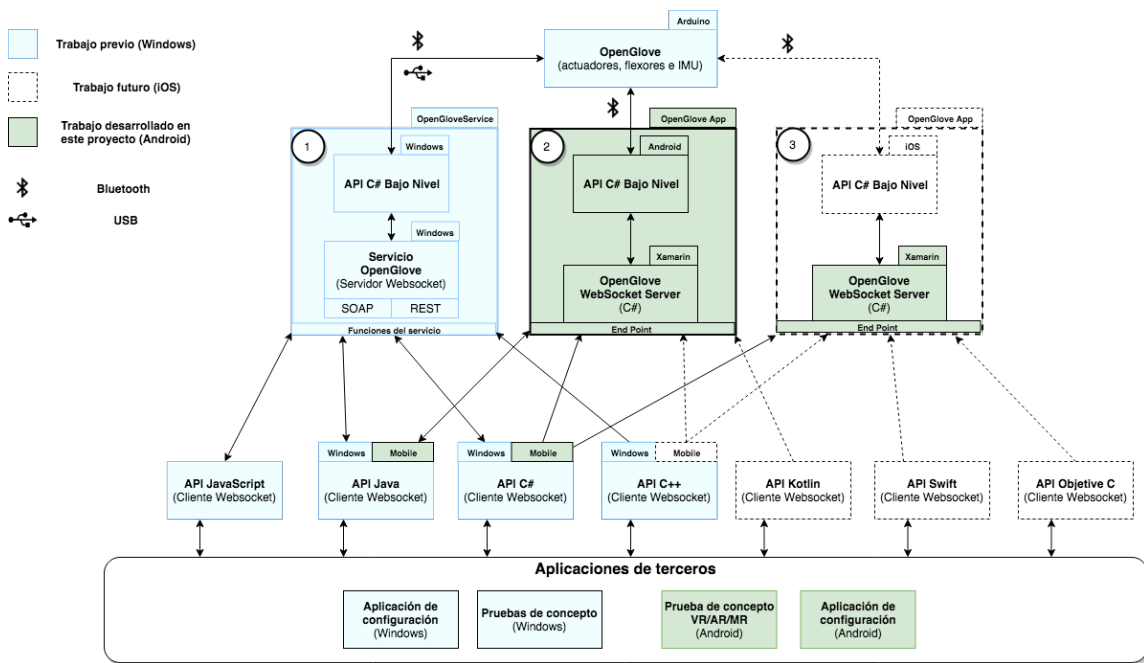 Arduino
OpenGlove
(actuadores, flexores e IMU)
Trabajo previo (Windows)
Trabajo futuro (iOS)
Trabajo desarrollado en
este proyecto (Android)
Bluetooth
USB
OpenGloveService
1
Windows
API C# Bajo Nivel
Windows
Servicio
OpenGlove
(Servidor Websocket)
SOAP
REST
Funciones del servicio
OpenGlove App
2
Android
API C# Bajo Nivel
Xamarin
OpenGlove
WebSocket Server
(C#)
End Point
OpenGlove App
3
iOS
API C# Bajo Nivel
Xamarin
OpenGlove
WebSocket Server
(C#)
End Point
API JavaScript
(Cliente Websocket)
Windows
Mobile
API Java
(Cliente Websocket)
Windows
Mobile
API C#
(Cliente Websocket)
Windows
Mobile
API C++
(Cliente Websocket)
API Kotlin
(Cliente Websocket)
API Swift
(Cliente Websocket)
API Objetive C
(Cliente Websocket)
Aplicaciones de terceros
Aplicación de
configuración
(Windows)
Pruebas de concepto
(Windows)
Prueba de concepto
VR/AR/MR
(Android)
Aplicación de
configuración
(Android)